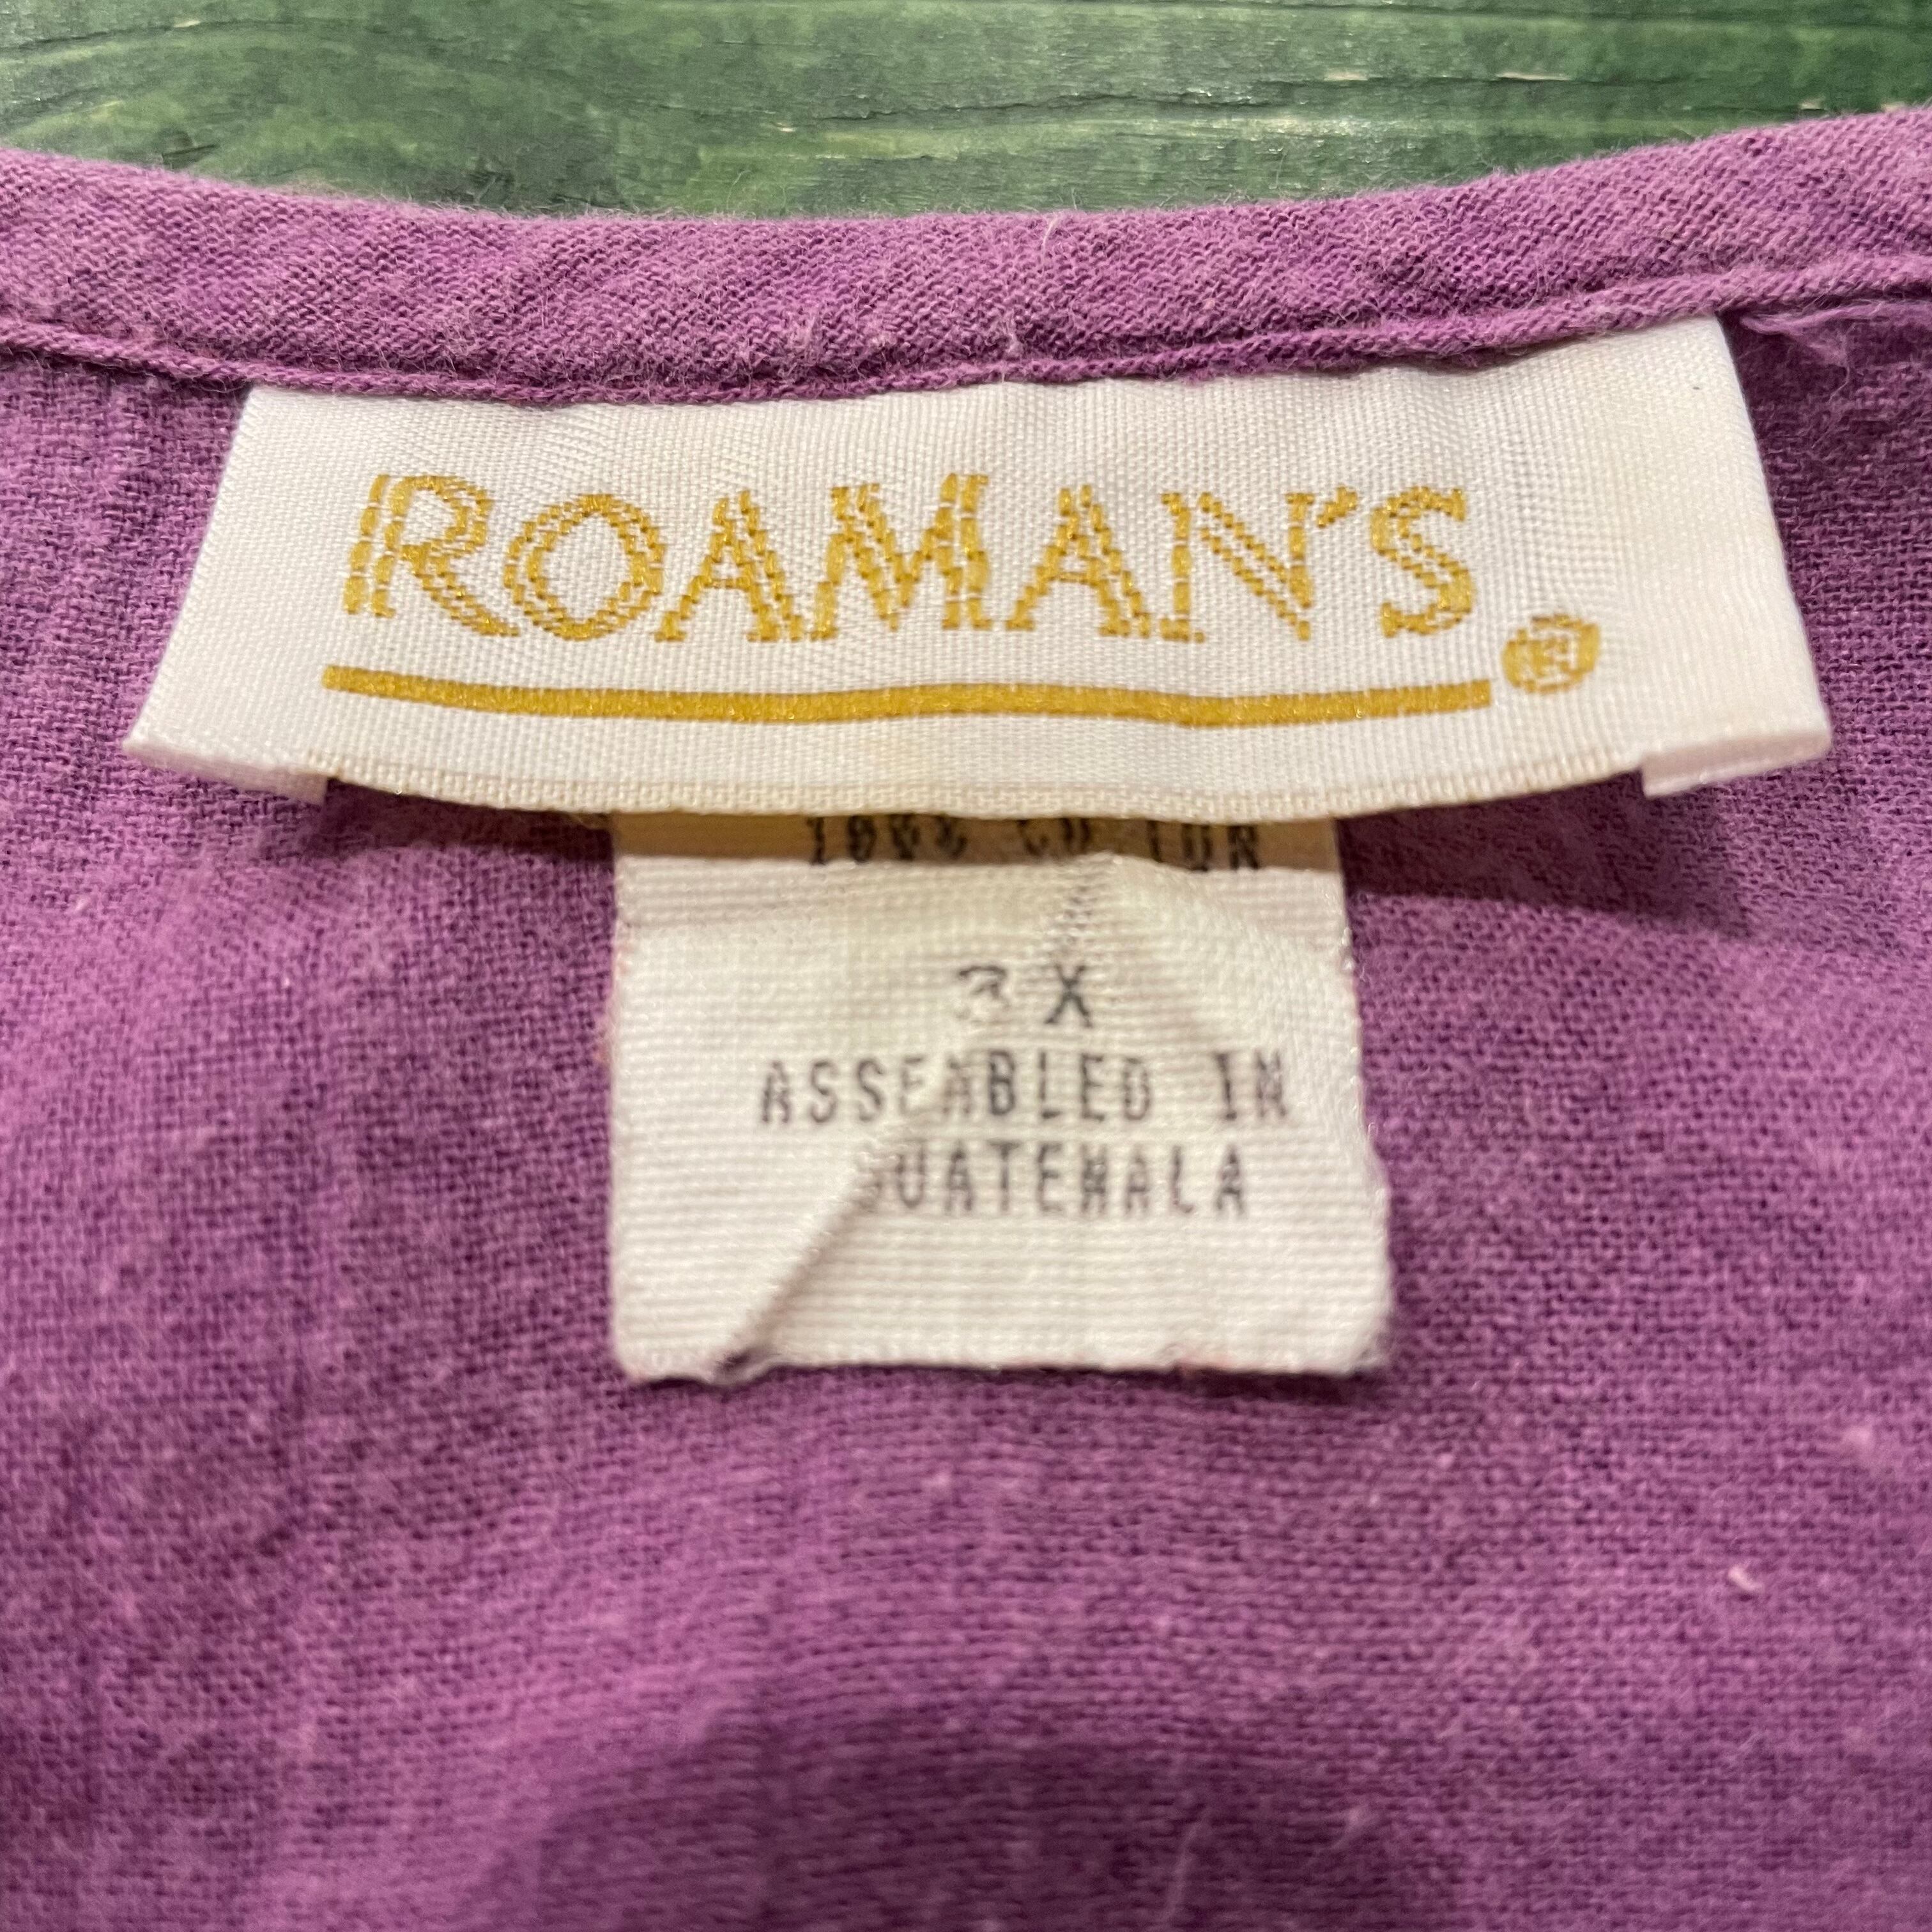 ROAMAN'S®
100% COTTON
3X
ASSEMBLED IN
GUATEMALA